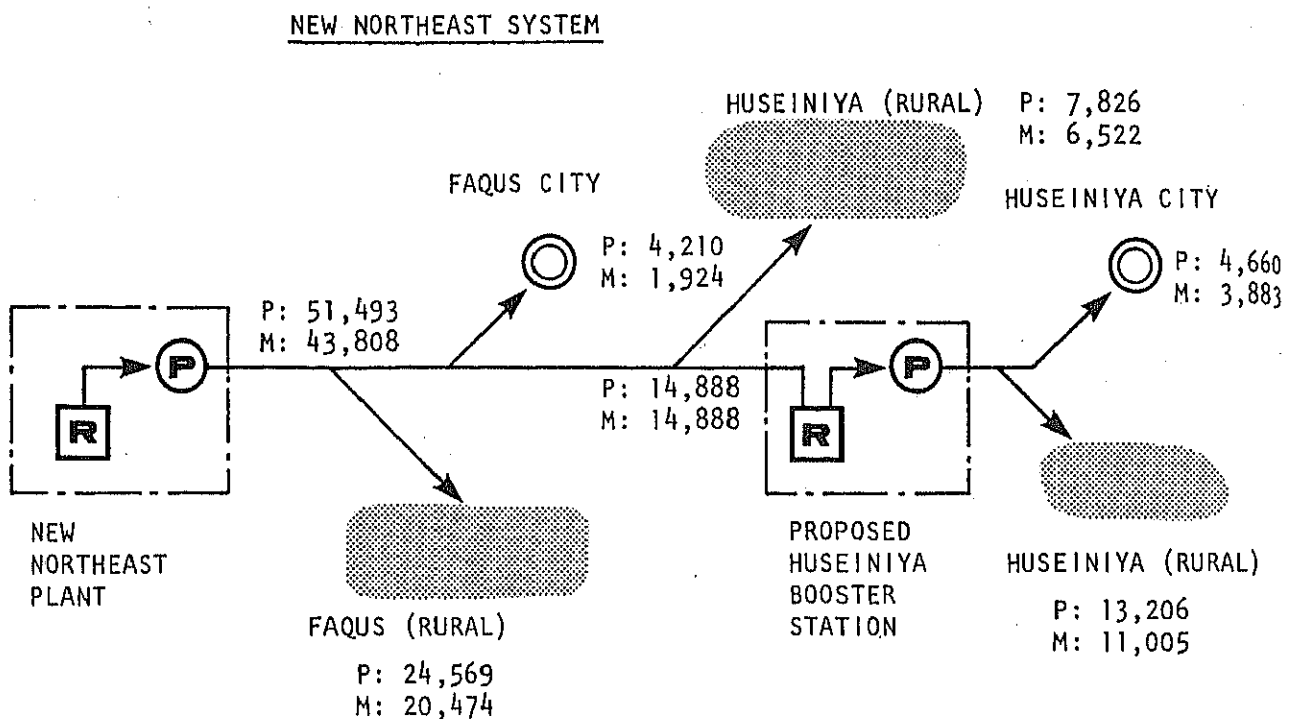 NEW NORTHEAST SYSTEM
HUSEINIYA (RURAL) P: 7,826
M: 6,522
FAQUS CITY
HUSEINIYA CITY
P: 4,210
M: 1,924
P: 4,660
M: 3,883
P: 51,493
M: 43,808
P
P
P: 14,888
M: 14,888
R
R
NEW
NORTHEAST
PLANT
PROPOSED
HUSEINIYA
BOOSTER
STATION
HUSEINIYA (RURAL)
P: 13,206
M: 11,005
FAQUS (RURAL)
P: 24,569
M: 20,474